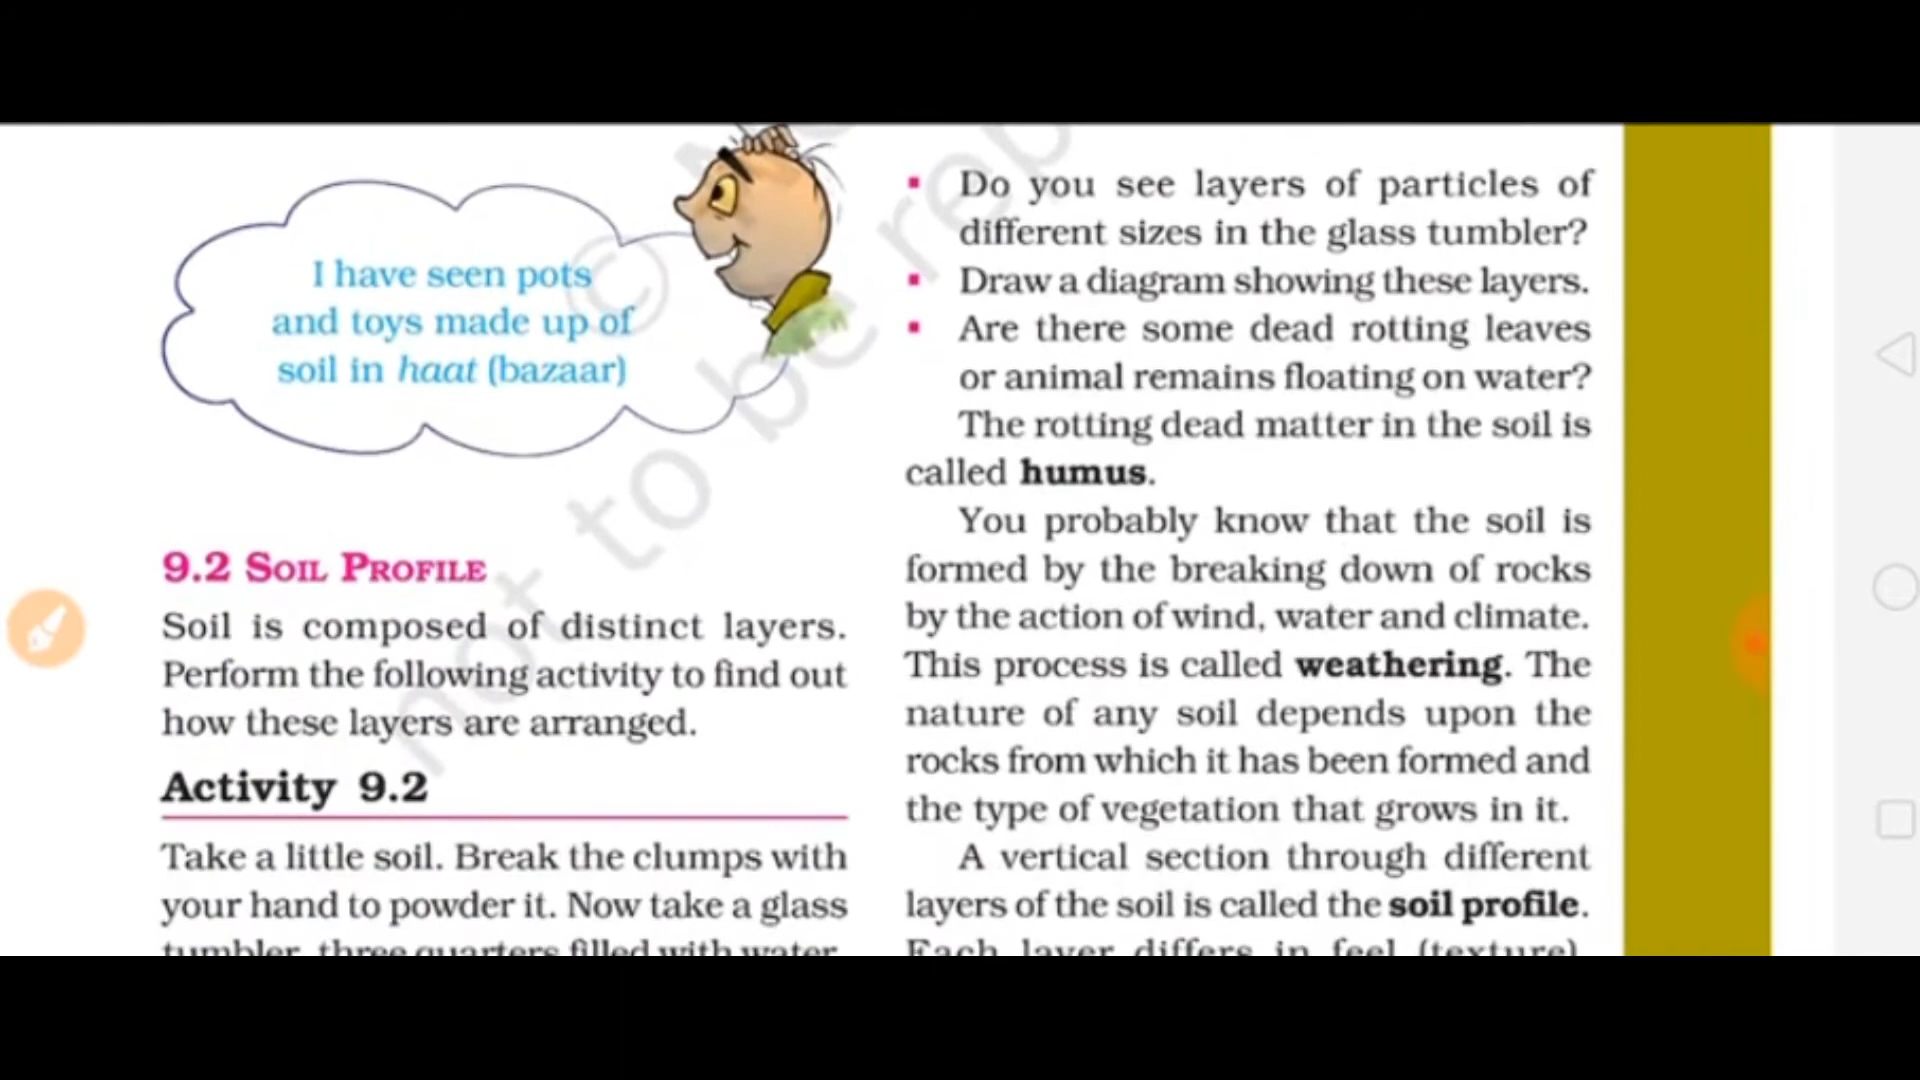 I have seen pots
and toys made up of
soil in haat (bazaar)
9.2 SOIL PROFILE
Soil is composed of distinct layers.
Perform the following activity to find out
how these layers are arranged.
Activity 9.2
Take a little soil. Break the clumps with
your hand to powder it. Now take a glass
tumbler, three quarters filled with water
▪ Do you see layers of particles of
different sizes in the glass tumbler?
▪ Draw a diagram showing these layers.
▪ Are there some dead rotting leaves
or animal remains floating on water?
The rotting dead matter in the soil is
called humus.
You probably know that the soil is
formed by the breaking down of rocks
by the action of wind, water and climate.
This process is called weathering. The
nature of any soil depends upon the
rocks from which it has been formed and
the type of vegetation that grows in it.
A vertical section through different
layers of the soil is called the soil profile.
Each layer differs in feel (texture),
©
not to be rep